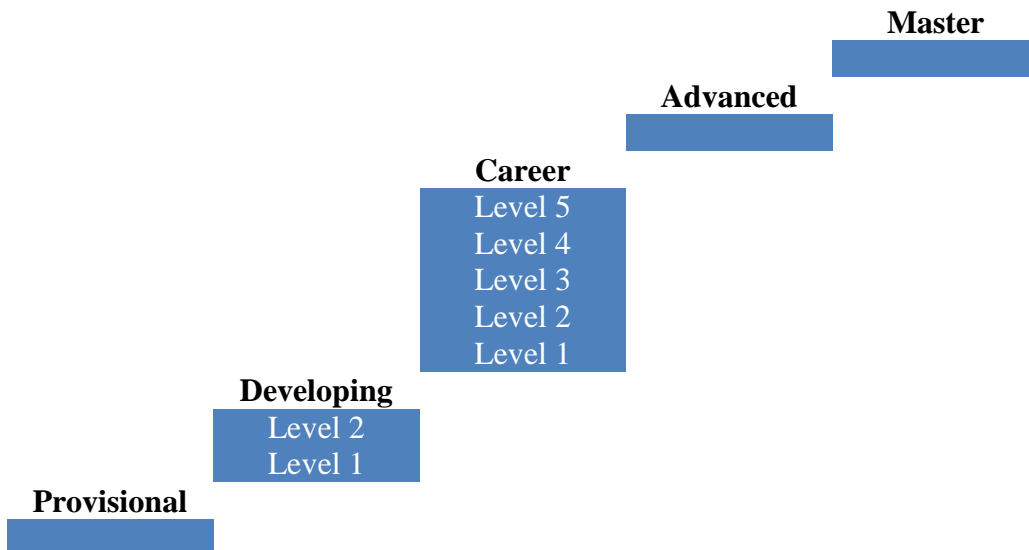 Master
Advanced
Career
Level 5
Level 4
Level 3
Level 2
Level 1
Developing
Level 2
Level 1
Provisional